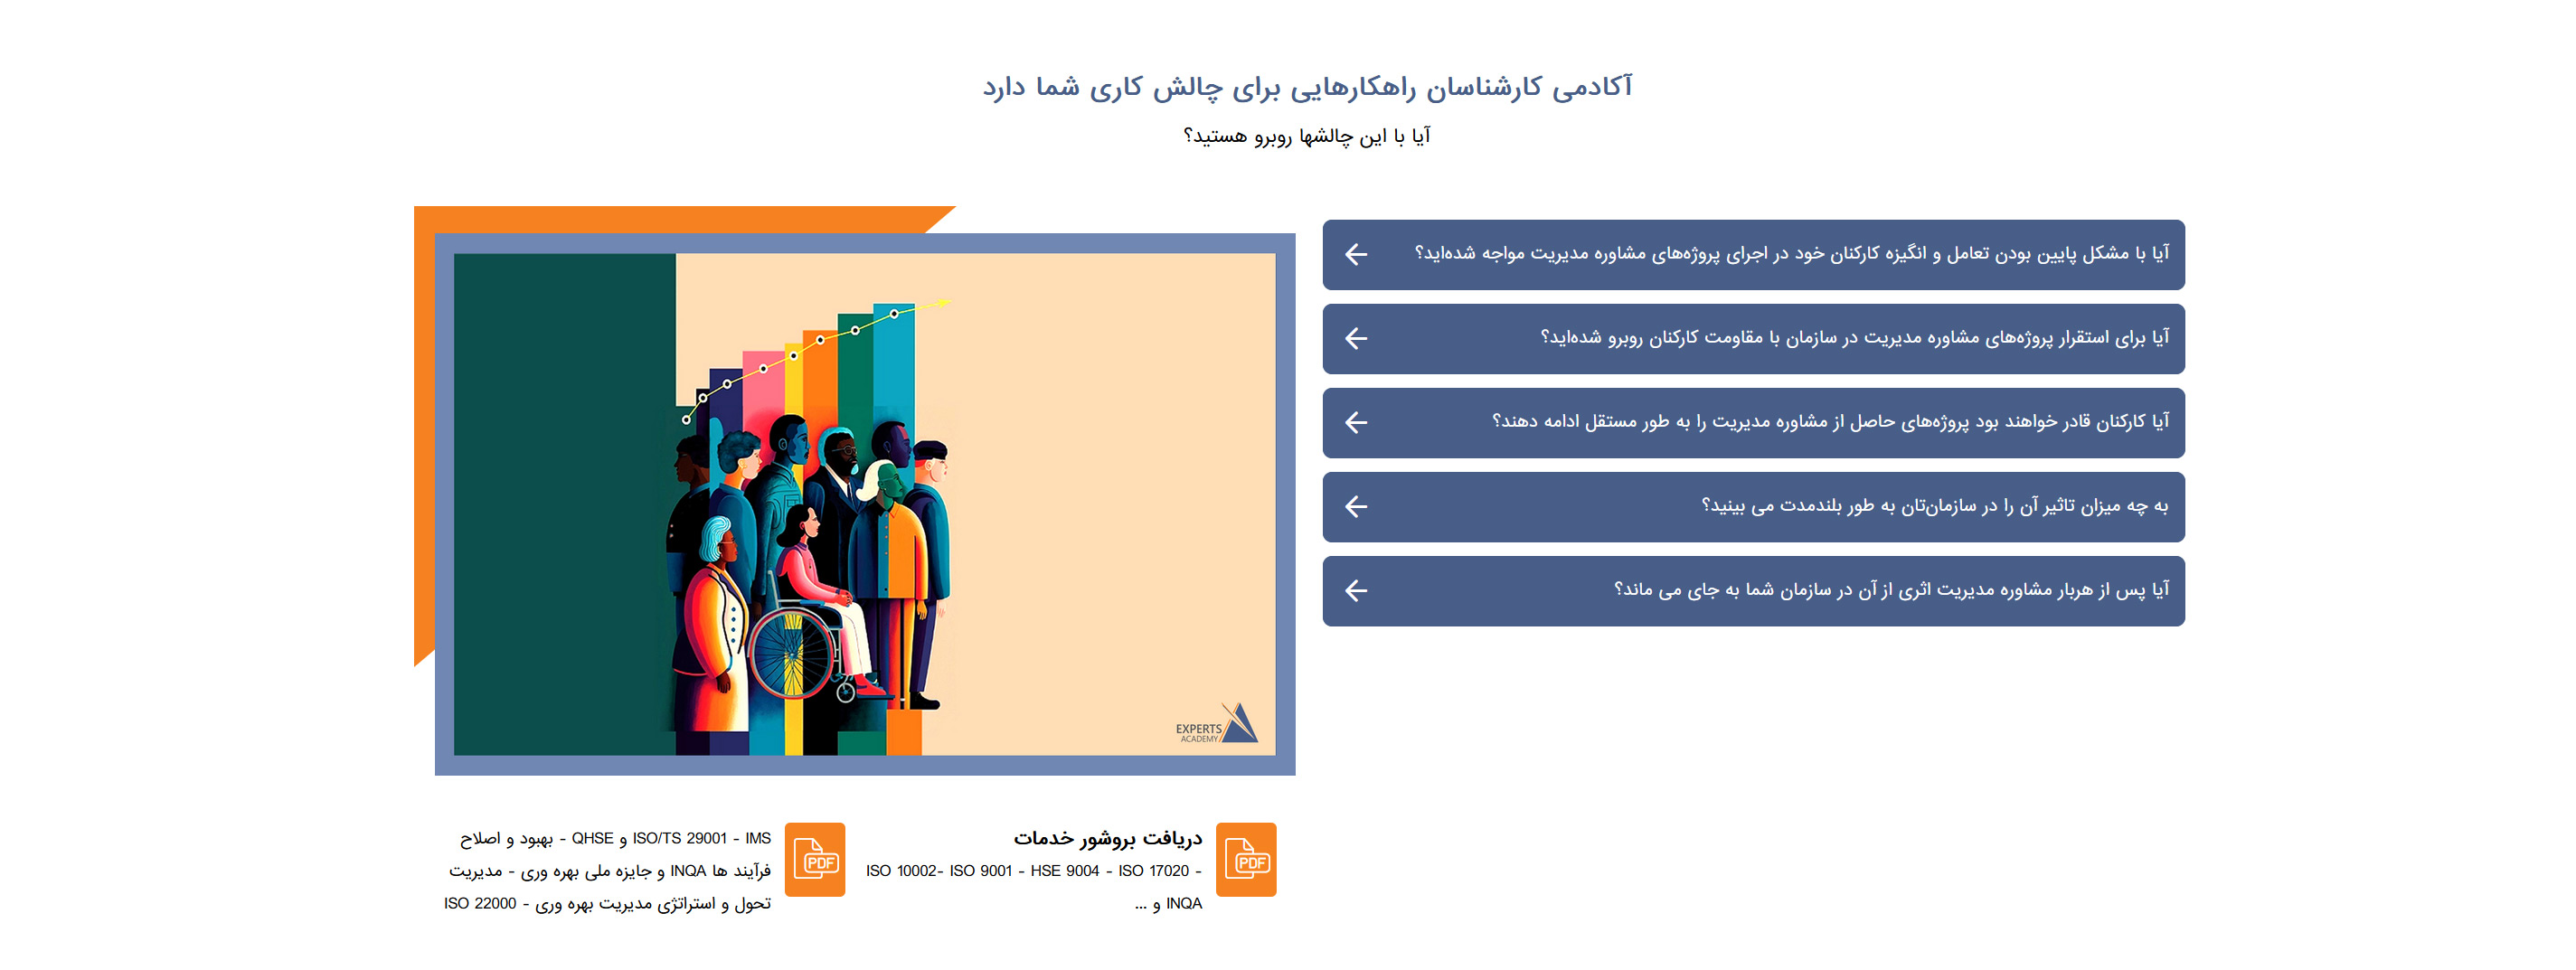 آکادمی کارشناسان راهکارهایی برای چالش کاری شما دارد
آیا با این چالشها روبرو هستید؟
آیا با مشکل پایین بودن تعامل و انگیزه کارکنان خود در اجرای پروژه‌های مشاوره مدیریت مواجه شده‌اید؟
آیا برای استقرار پروژه‌های مشاوره مدیریت در سازمان با مقاومت کارکنان روبرو شده‌اید؟
آیا کارکنان قادر خواهند بود پروژه‌های حاصل از مشاوره مدیریت را به طور مستقل ادامه دهند؟
به چه میزان تاثیر آن را در سازمان‌تان به طور بلندمدت می بینید؟
آیا پس از هربار مشاوره مدیریت اثری از آن در سازمان شما به جای می ماند؟
EXPERTS
ACADEMY
PDF
دریافت بروشور خدمات
ISO 10002- ISO 9001 - HSE 9004 - ISO 17020 -
INQA و ...
PDF
ISO/TS 29001 - IMS و QHSE - بهبود و اصلاح
فرآیند ها INQA و جایزه ملی بهره وری - مدیریت
تحول و استراتژی مدیریت بهره وری - ISO 22000